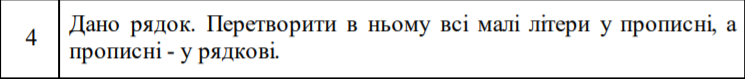 4
Дано рядок. Перетворити в ньому всі малі літери у прописні, а
прописні - у рядкові.